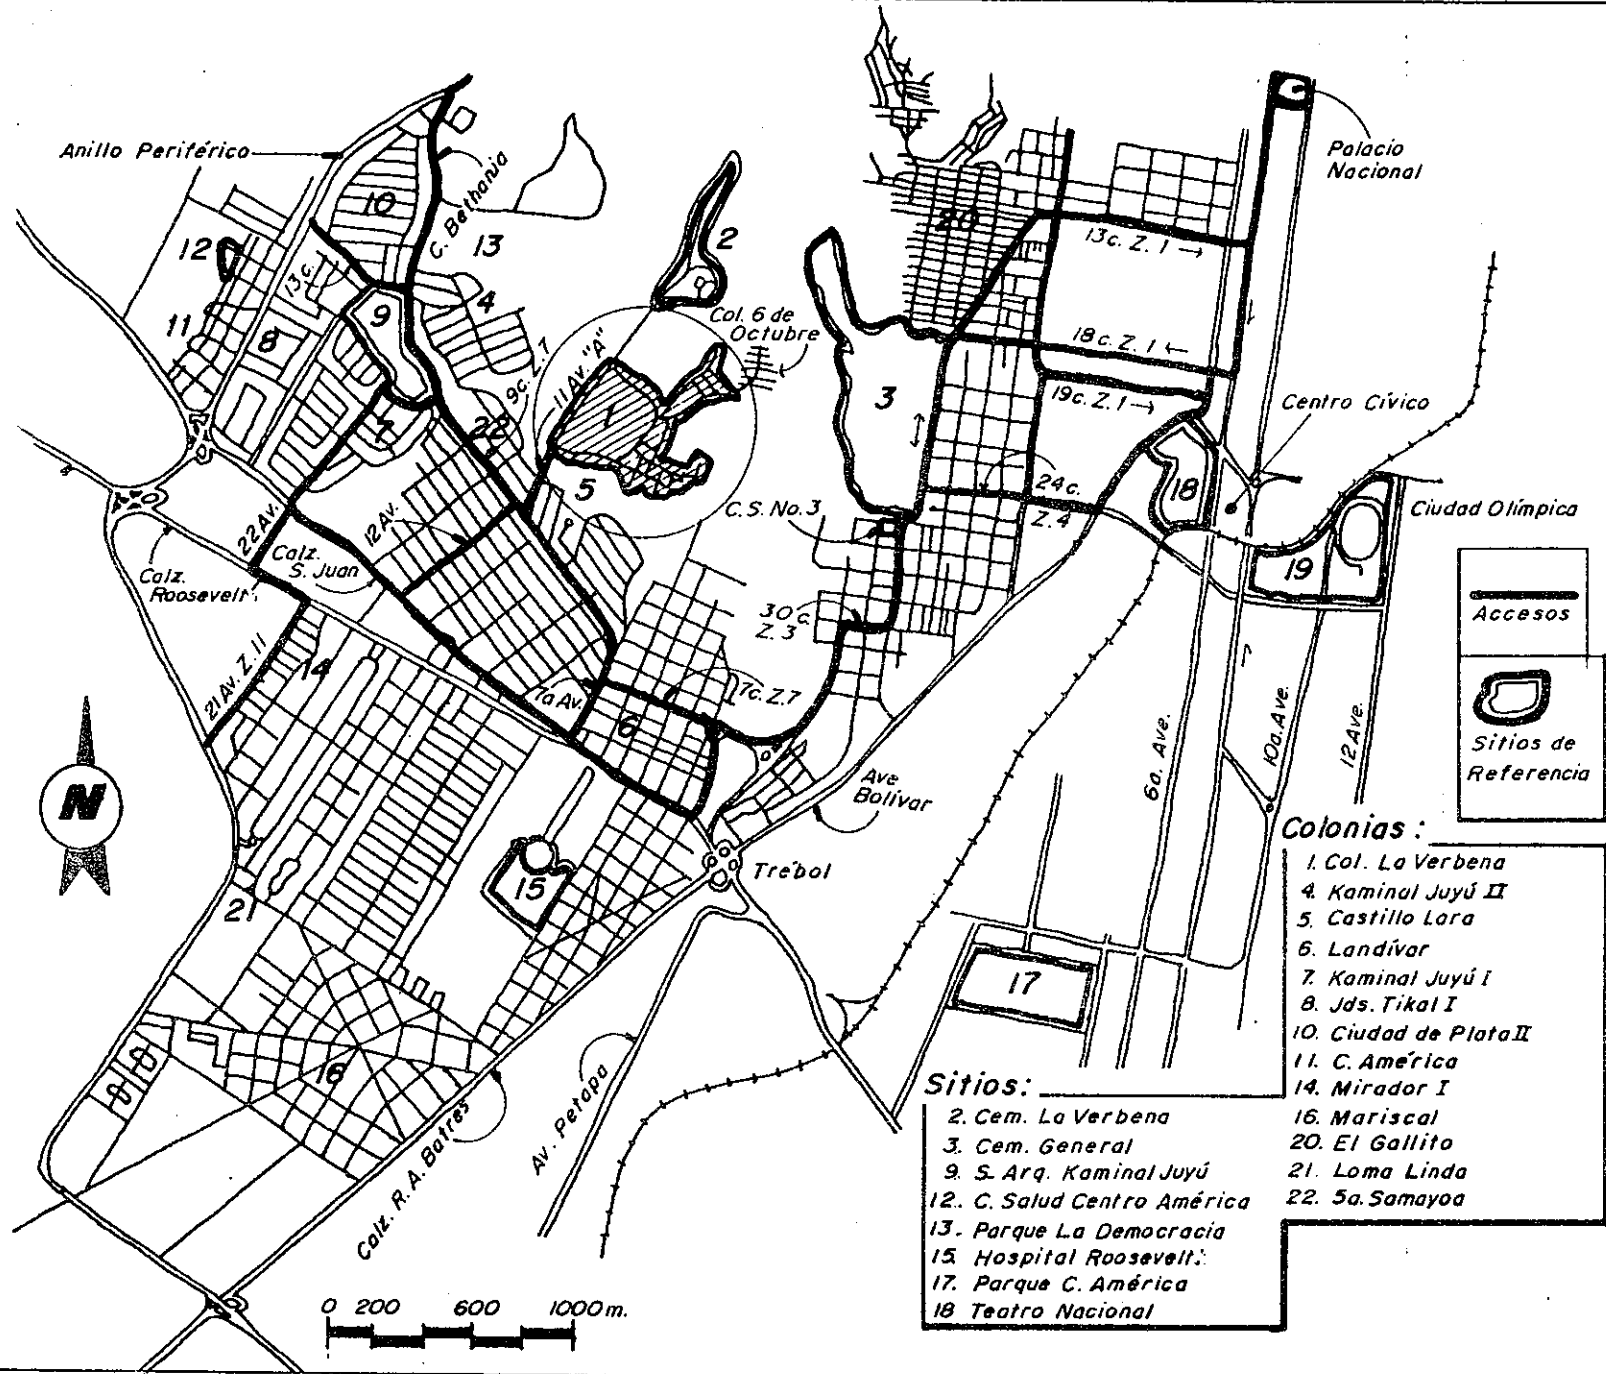 Anillo Periférico
C. Bethania
Palacio
Nacional
10
13
2
20
12
13c.
9
4
13c. Z. 1 →
11
8
11 Av. "A"
Col. 6 de
Octubre
9c. Z.7
18c. Z. 1 ←
1
3
19c. Z. 1 →
Centro Cívico
7
22
5
24c.
Z. 4
18
C.S. No. 3
Ciudad Olímpica
22 Av.
12 Av.
Calz.
S. Juan
Calz.
Roosevelt
19
30c.
Z. 3
Accesos
21 Av. Z. 11
14
7a Av.
6
7c. Z.7
6a. Ave.
10a. Ave.
12 Ave.
Sitios de
Referencia
N
Ave
Bolívar
Trébol
15
21
17
16
Av. Petapa
Calz. R. A. Batres
0 200 600 1000m.
Colonias:
1. Col. La Verbena
4. Kaminal Juyú II
5. Castillo Lara
6. Landívar
7. Kaminal Juyú I
8. Jds. Tikal I
10. Ciudad de Plata II
11. C. América
14. Mirador I
16. Mariscal
20. El Gallito
21. Loma Linda
22. 5a. Samayoa
Sitios:
2. Cem. La Verbena
3. Cem. General
9. S. Arq. Kaminal Juyú
12. C. Salud Centro América
13. Parque La Democracia
15. Hospital Roosevelt.
17. Parque C. América
18 Teatro Nacional